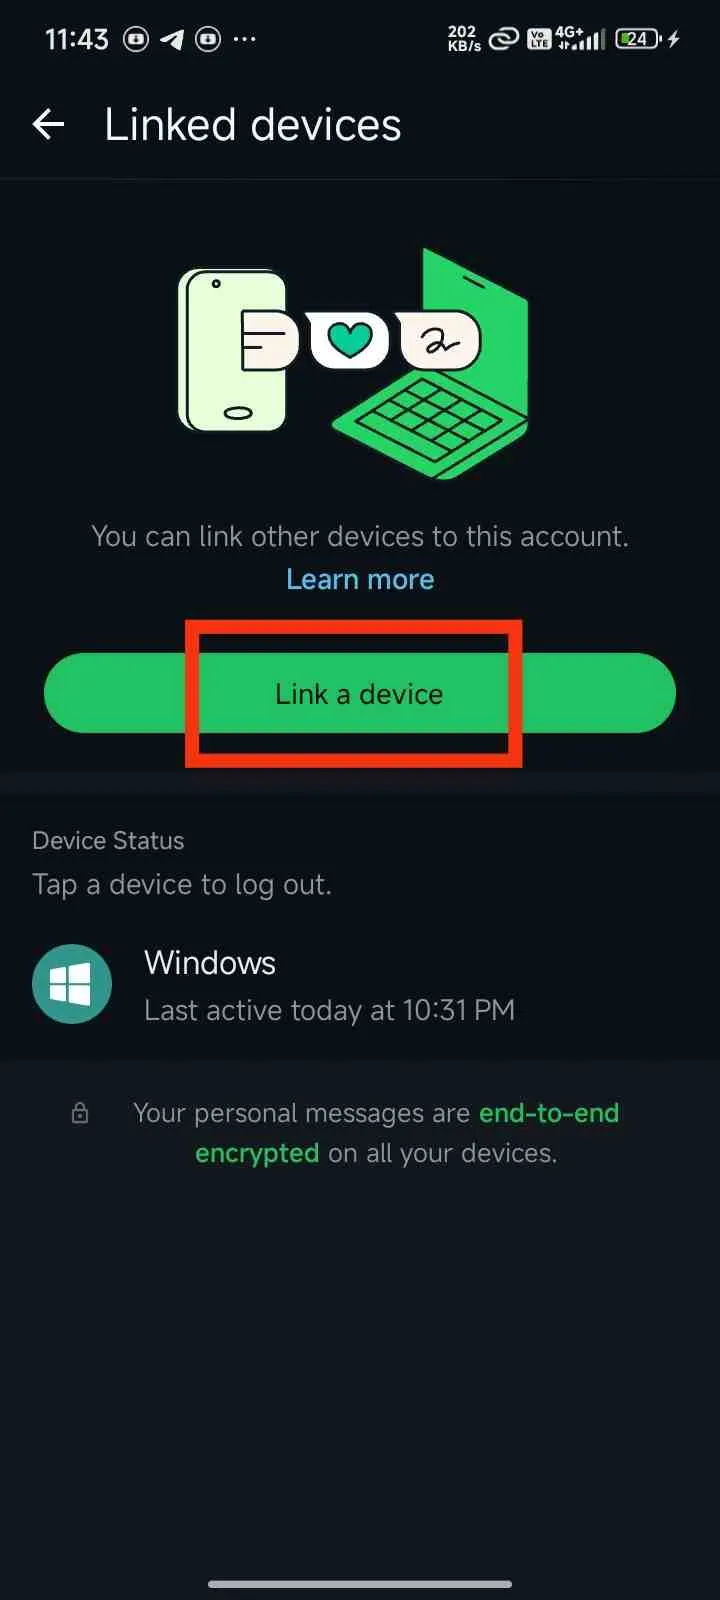 11:43 ... 202 KB/s Vo LTE 4G+ 24
Linked devices
You can link other devices to this account.
Learn more
Link a device
Device Status
Tap a device to log out.
Windows
Last active today at 10:31 PM
Your personal messages are end-to-end
encrypted on all your devices.